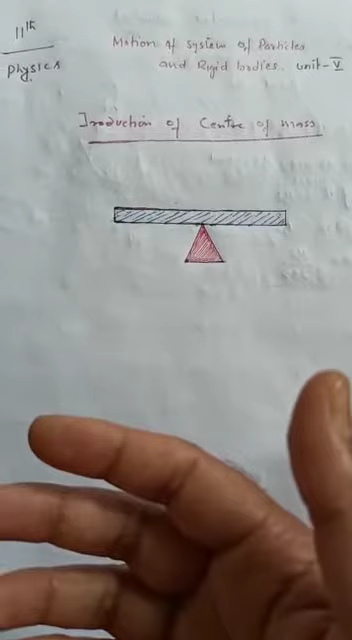 11th
Physics
Motion of system of Particles
and Rigid bodies. unit-V
Introduction of Centre of mass